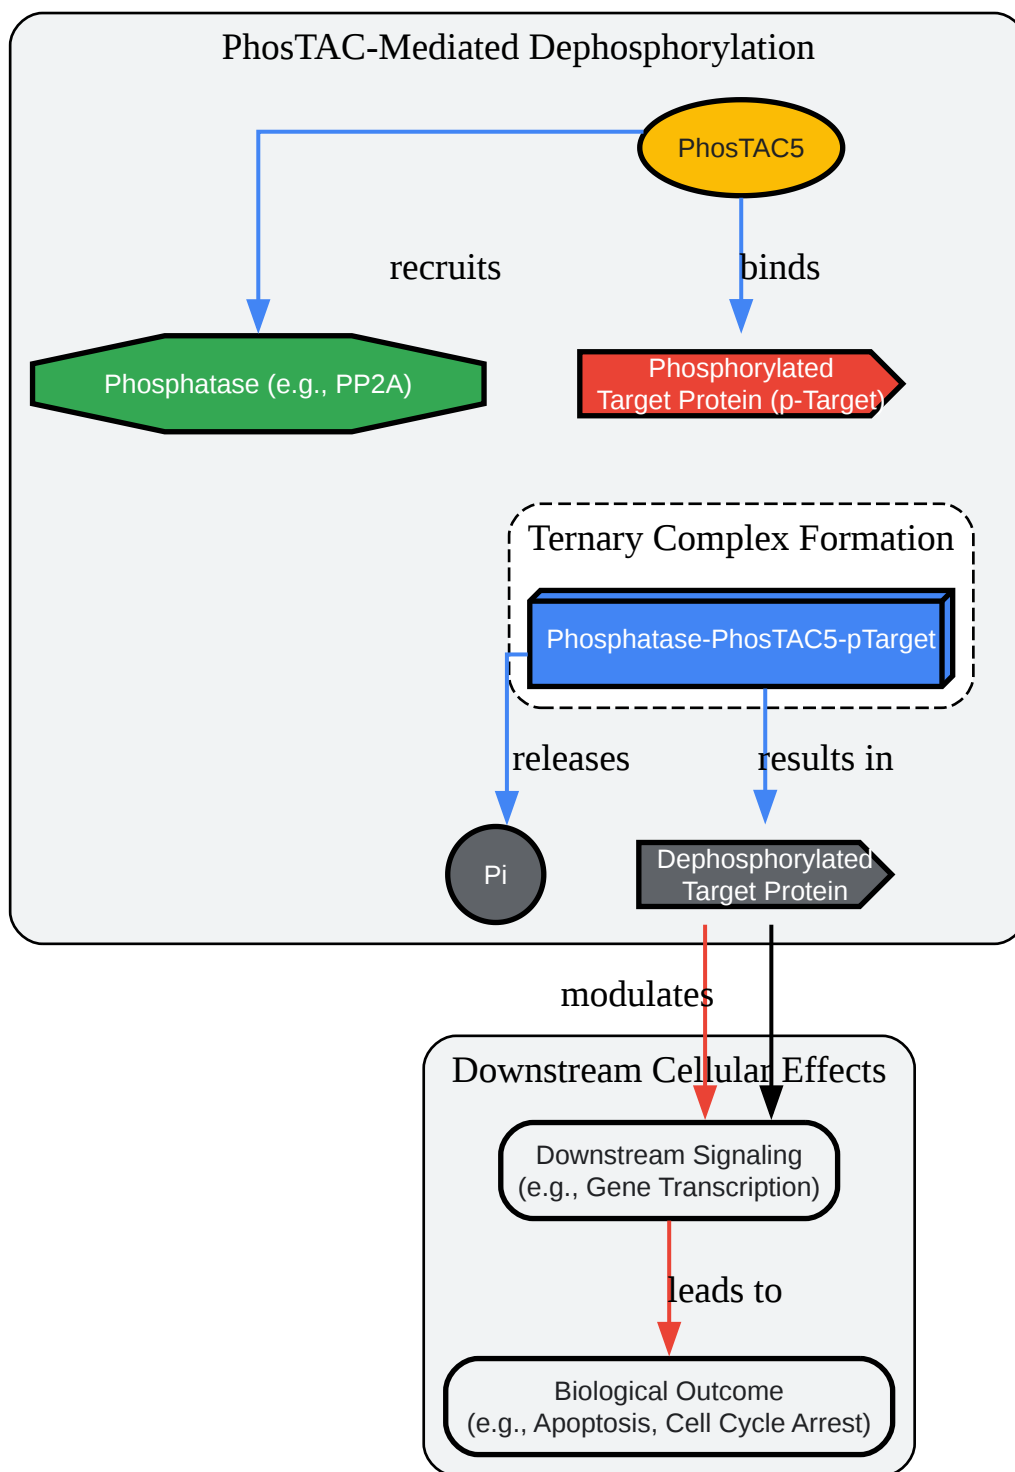 PhosTAC-Mediated Dephosphorylation
PhosTAC5
recruits
binds
Phosphatase (e.g., PP2A)
Phosphorylated
Target Protein (p-Target)
Ternary Complex Formation
Phosphatase-PhosTAC5-pTarget
releases
results in
Pi
Dephosphorylated
Target Protein
modulates
Downstream Cellular Effects
Downstream Signaling
(e.g., Gene Transcription)
leads to
Biological Outcome
(e.g., Apoptosis, Cell Cycle Arrest)